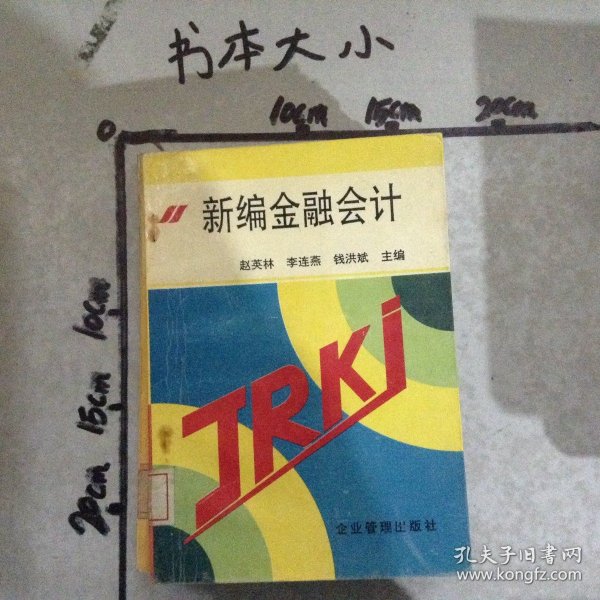 书本大小
10cm 15cm 20cm
0
10cm
15cm
20cm
新编金融会计
赵英林 李连燕 钱洪斌 主编
JRKJ
企业管理出版社
孔夫子旧书网
www.kongfz.com